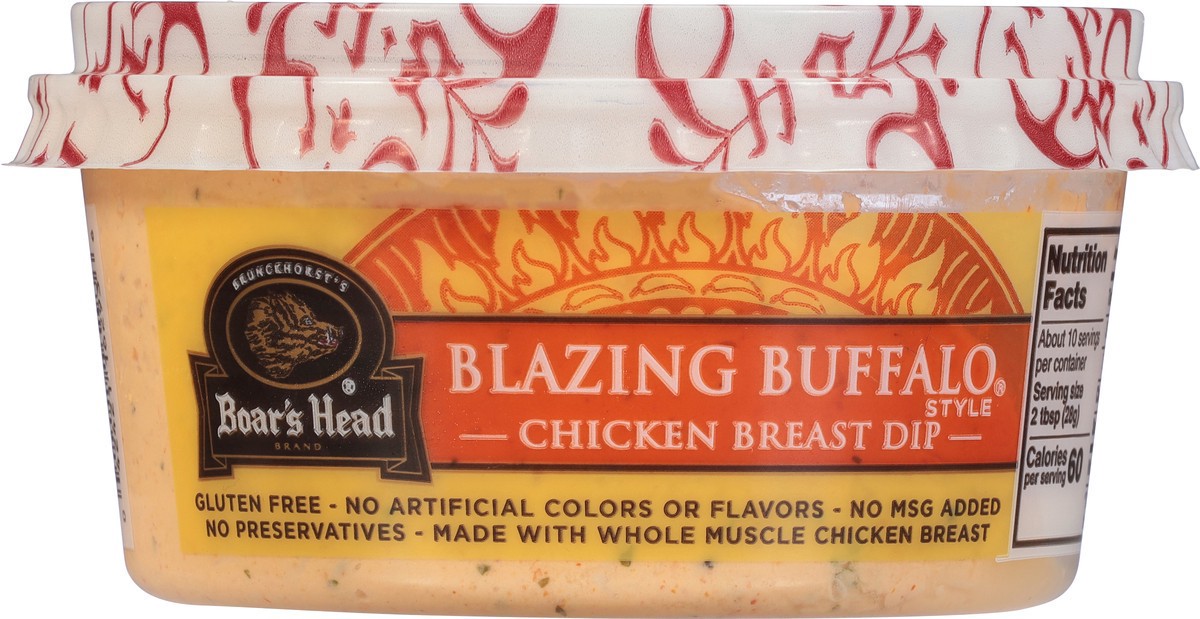 BRUNCKHORST'S
Boar's Head
®
BRAND
BLAZING BUFFALO®
STYLE
— CHICKEN BREAST DIP —
GLUTEN FREE - NO ARTIFICIAL COLORS OR FLAVORS - NO MSG ADDED
NO PRESERVATIVES - MADE WITH WHOLE MUSCLE CHICKEN BREAST
Nutrition
Facts
About 10 servings
per container
Serving size
2 tbsp (28g)
Calories
per serving 60